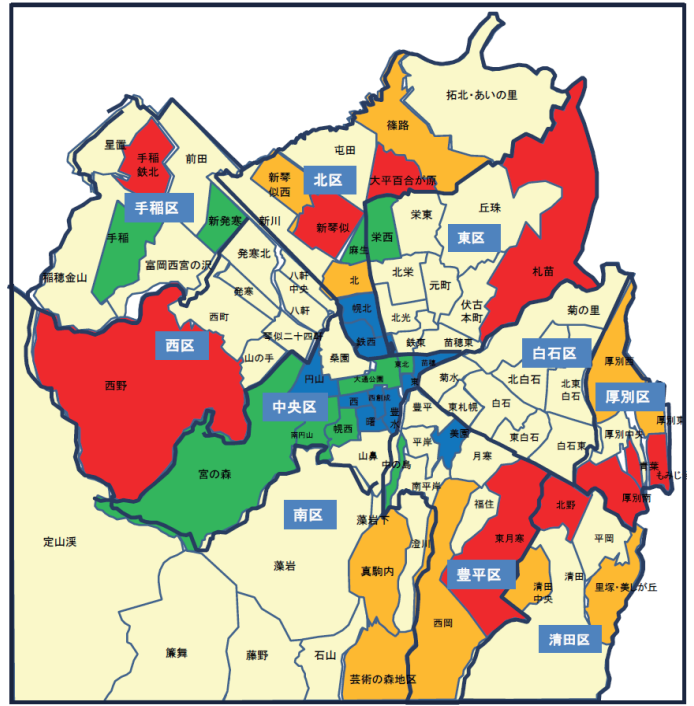 拓北・あいの里
篠路
星置
手稲
鉄北
前田
屯田
新琴
似西
北区
大平百合が原
手稲区
新発寒
新川
新琴似
栄西
栄東
丘珠
東区
手稲
麻生
札苗
富岡西宮の沢
発寒北
稲穂金山
八軒
中央
北
北栄
元町
発寒
八軒
幌北
伏古
本町
菊の里
西町
北光
西区
琴似二十四軒
鉄西
鉄東
苗穂東
白石区
厚別西
山の手
桑園
東北
苗穂
西野
円山
大通公園
東
菊水
北白石
北東
白石
厚別区
中央区
西
西創成
豊平
東札幌
白石
曙
豊水
厚別東
南円山
幌西
平岸
美園
東白石
白石東
厚別中央
山鼻
中の島
月寒
青葉
宮の森
南平岸
福住
北野
厚別南
南区
藻岩下
定山渓
澄川
東月寒
平岡
藻岩
真駒内
豊平区
清田
中央
清田
里塚・美しが丘
西岡
清田区
簾舞
藤野
石山
芸術の森地区